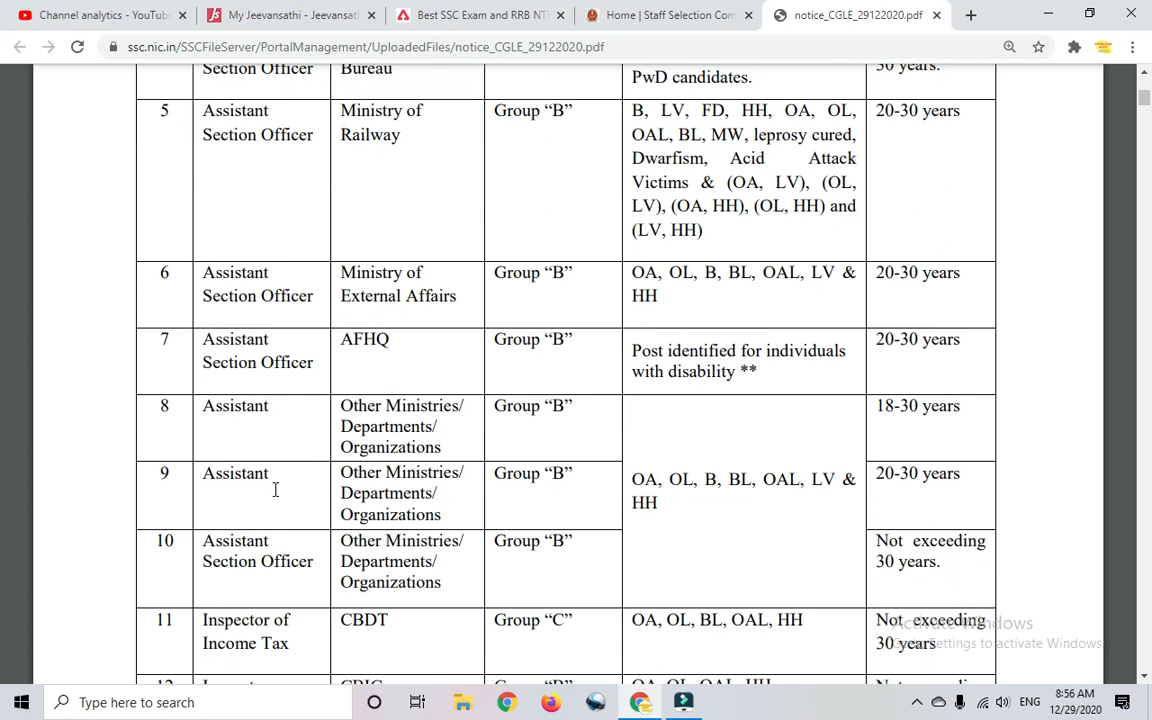 Channel analytics - YouTube
My Jeevansathi - Jeevansathi
Best SSC Exam and RRB NT
Home | Staff Selection Com
notice_CGLE_29122020.pdf
ssc.nic.in/SSCFileServer/PortalManagement/UploadedFiles/notice_CGLE_29122020.pdf
Section Officer Bureau PwD candidates. 30 years.
5 Assistant Ministry of Group “B” B, LV, FD, HH, OA, OL, 20-30 years
Section Officer Railway OAL, BL, MW, leprosy cured,
Dwarfism, Acid Attack
Victims & (OA, LV), (OL,
LV), (OA, HH), (OL, HH) and
(LV, HH)
6 Assistant Ministry of Group “B” OA, OL, B, BL, OAL, LV & 20-30 years
Section Officer External Affairs HH
7 Assistant AFHQ Group “B” Post identified for individuals 20-30 years
Section Officer with disability **
8 Assistant Other Ministries/ Group “B” 18-30 years
Departments/
Organizations
9 Assistant Other Ministries/ Group “B” OA, OL, B, BL, OAL, LV & 20-30 years
Departments/ HH
Organizations
10 Assistant Other Ministries/ Group “B” Not exceeding
Section Officer Departments/ 30 years.
Organizations
11 Inspector of CBDT Group “C” OA, OL, BL, OAL, HH Not exceeding
Income Tax 30 years
Activate Windows
Go to Settings to activate Windows.
Type here to search
ENG
8:56 AM
12/29/2020